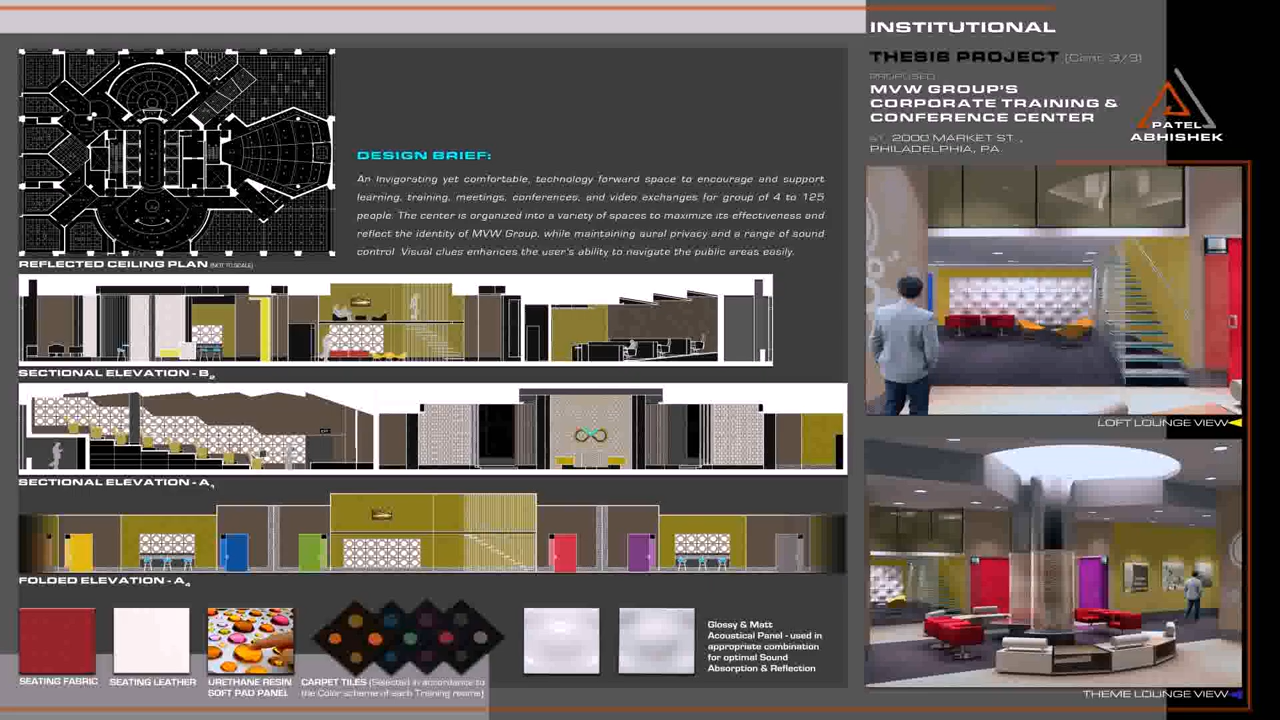 INSTITUTIONAL
THESIS PROJECT (Cont. 3/3)
PROPOSED
MVW GROUP'S
CORPORATE TRAINING &
CONFERENCE CENTER
AT 2000 MARKET ST.,
PHILADELPHIA, PA.
PATEL
ABHISHEK
DESIGN BRIEF:
An Invigorating yet comfortable, technology forward space to encourage and support
learning, training, meetings, conferences, and video exchanges for group of 4 to 125
people. The center is organized into a variety of spaces to maximize its effectiveness and
reflect the identity of MVW Group, while maintaining aural privacy and a range of sound
control. Visual clues enhances the user's ability to navigate the public areas easily.
REFLECTED CEILING PLAN (NOT TO SCALE)
SECTIONAL ELEVATION - B
SECTIONAL ELEVATION - A
FOLDED ELEVATION - A
LOFT LOUNGE VIEW
THEME LOUNGE VIEW
SEATING FABRIC
SEATING LEATHER
URETHANE RESIN
SOFT PAD PANEL
CARPET TILES (Selected in accordance to
the Color scheme of each Training rooms)
Glossy & Matt
Acoustical Panel - used in
appropriate combination
for optimal Sound
Absorption & Reflection